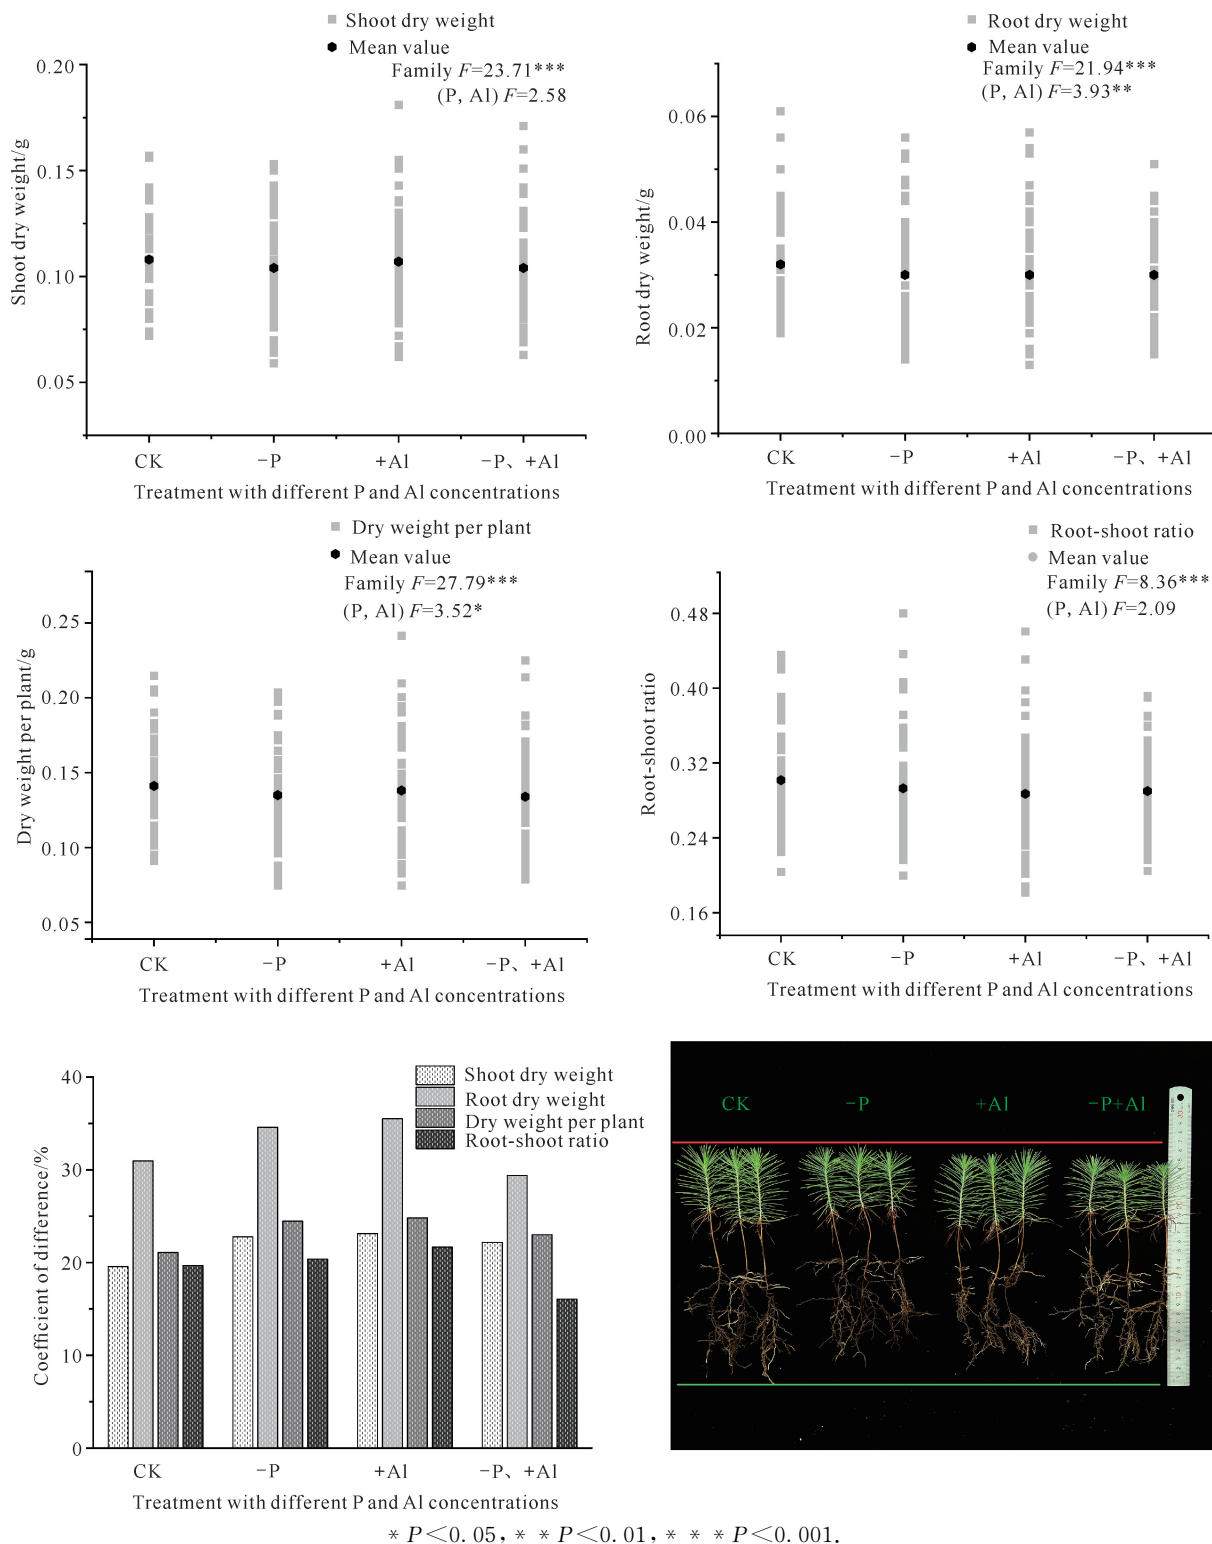 Shoot dry weight
Mean value
Family F=23.71***
(P, Al) F=2.58
0.20
0.15
0.10
0.05
Shoot dry weight/g
CK
−P
+Al
−P、+Al
Treatment with different P and Al concentrations
Root dry weight
Mean value
Family F=21.94***
(P, Al) F=3.93**
0.06
0.04
0.02
0.00
Root dry weight/g
CK
−P
+Al
−P、+Al
Treatment with different P and Al concentrations
Dry weight per plant
Mean value
Family F=27.79***
(P, Al) F=3.52*
0.25
0.20
0.15
0.10
0.05
Dry weight per plant/g
CK
−P
+Al
−P、+Al
Treatment with different P and Al concentrations
Root-shoot ratio
Mean value
Family F=8.36***
(P, Al) F=2.09
0.48
0.40
0.32
0.24
0.16
Root-shoot ratio
CK
−P
+Al
−P、+Al
Treatment with different P and Al concentrations
Shoot dry weight
Root dry weight
Dry weight per plant
Root-shoot ratio
40
30
20
10
0
Coefficient of difference/%
CK
−P
+Al
−P、+Al
Treatment with different P and Al concentrations
CK
−P
+Al
−P+Al
* P<0.05, * * P<0.01, * * * P<0.001.